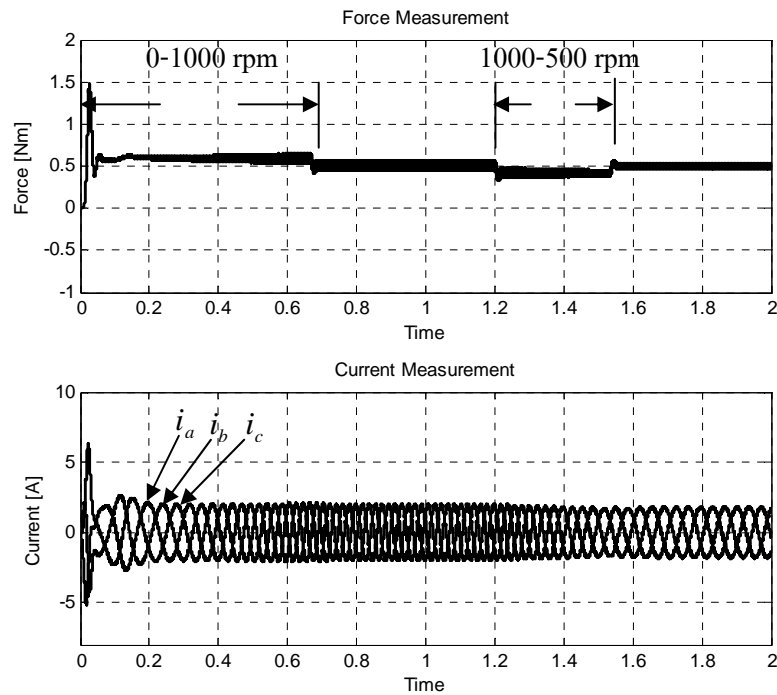 Force Measurement
2
0-1000 rpm
1000-500 rpm
1.5
1
0.5
0
-0.5
-1
Force [Nm]
0 0.2 0.4 0.6 0.8 1 1.2 1.4 1.6 1.8 2
Time
Current Measurement
10
i_a i_b i_c
5
0
-5
Current [A]
0 0.2 0.4 0.6 0.8 1 1.2 1.4 1.6 1.8 2
Time